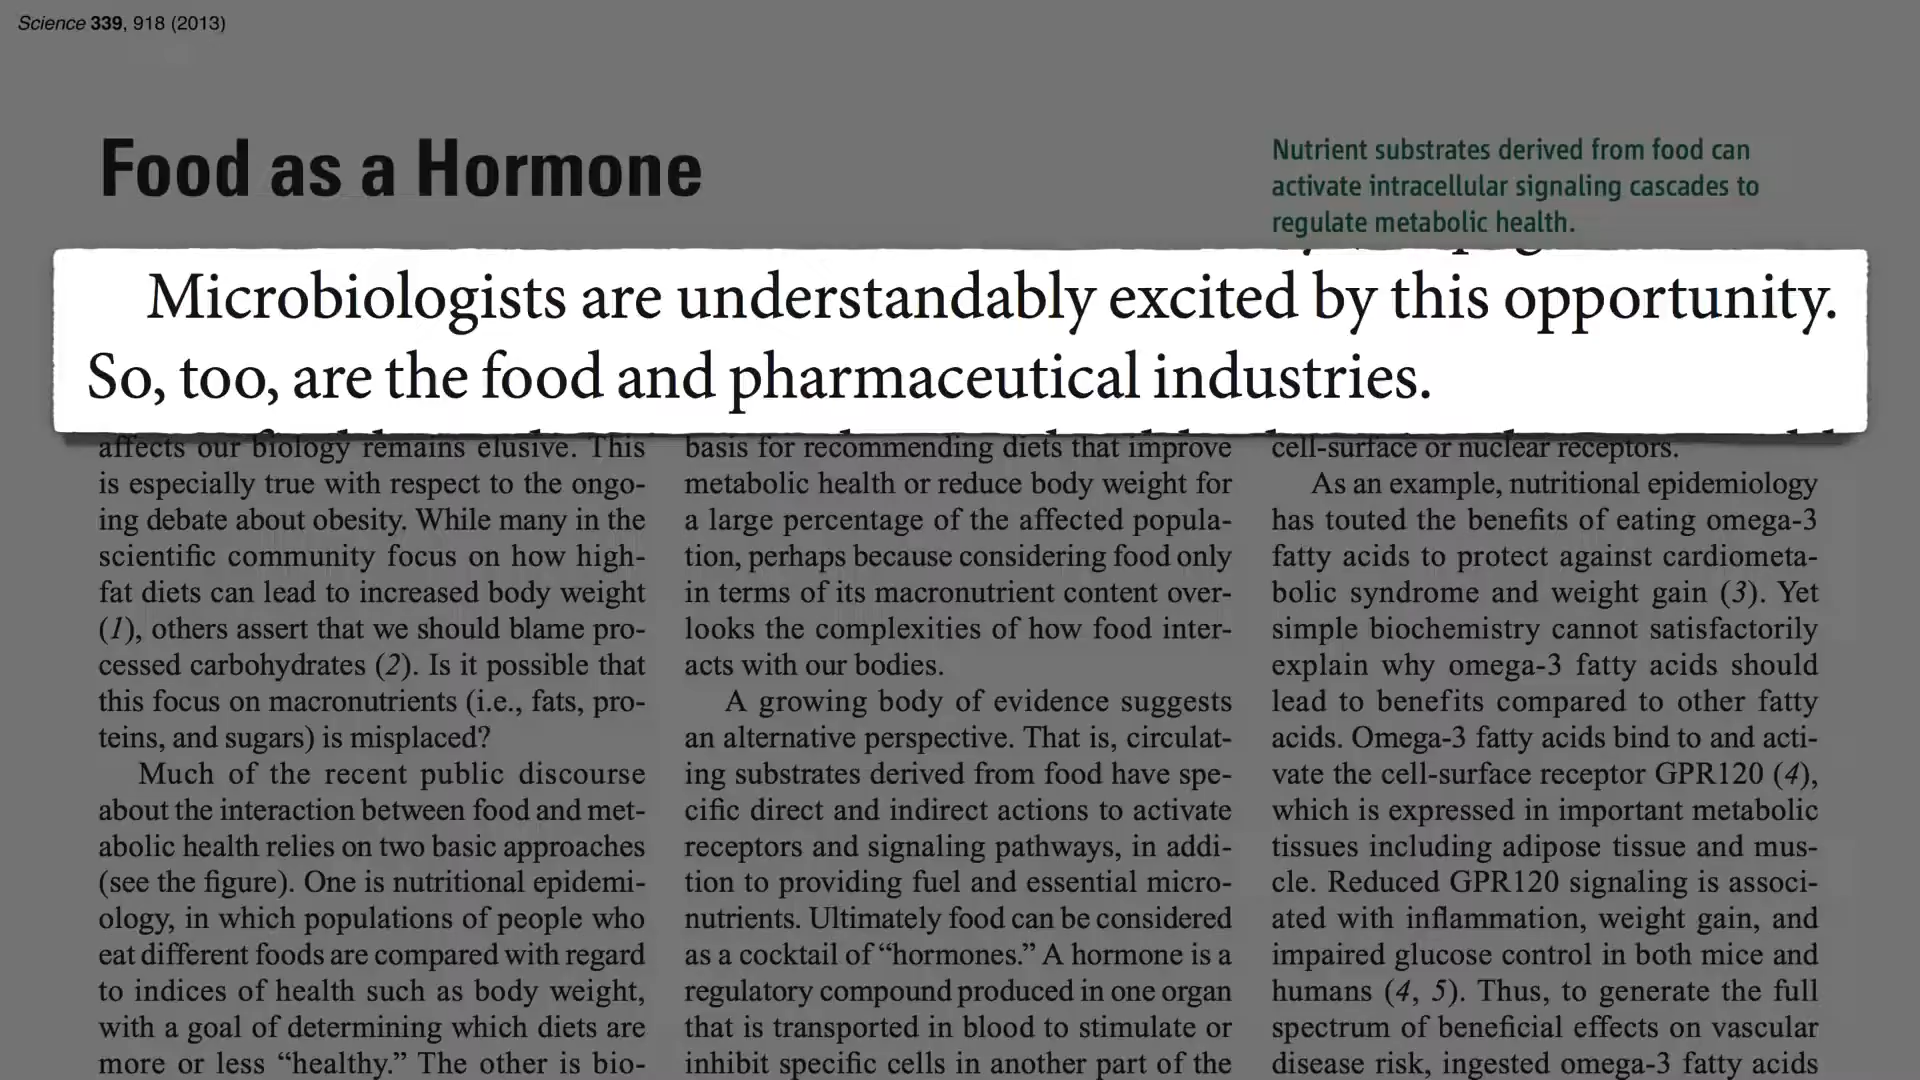 Science 339, 918 (2013)
Food as a Hormone
Nutrient substrates derived from food can
activate intracellular signaling cascades to
regulate metabolic health.
Microbiologists are understandably excited by this opportunity.
So, too, are the food and pharmaceutical industries.
affects our biology remains elusive. This
is especially true with respect to the ongo-
ing debate about obesity. While many in the
scientific community focus on how high-
fat diets can lead to increased body weight
(1), others assert that we should blame pro-
cessed carbohydrates (2). Is it possible that
this focus on macronutrients (i.e., fats, pro-
teins, and sugars) is misplaced?
Much of the recent public discourse
about the interaction between food and met-
abolic health relies on two basic approaches
(see the figure). One is nutritional epidemi-
ology, in which populations of people who
eat different foods are compared with regard
to indices of health such as body weight,
with a goal of determining which diets are
more or less “healthy.” The other is bio-
basis for recommending diets that improve
metabolic health or reduce body weight for
a large percentage of the affected popula-
tion, perhaps because considering food only
in terms of its macronutrient content over-
looks the complexities of how food inter-
acts with our bodies.
A growing body of evidence suggests
an alternative perspective. That is, circulat-
ing substrates derived from food have spe-
cific direct and indirect actions to activate
receptors and signaling pathways, in addi-
tion to providing fuel and essential micro-
nutrients. Ultimately food can be considered
as a cocktail of “hormones.” A hormone is a
regulatory compound produced in one organ
that is transported in blood to stimulate or
inhibit specific cells in another part of the
cell-surface or nuclear receptors.
As an example, nutritional epidemiology
has touted the benefits of eating omega-3
fatty acids to protect against cardiometa-
bolic syndrome and weight gain (3). Yet
simple biochemistry cannot satisfactorily
explain why omega-3 fatty acids should
lead to benefits compared to other fatty
acids. Omega-3 fatty acids bind to and acti-
vate the cell-surface receptor GPR120 (4),
which is expressed in important metabolic
tissues including adipose tissue and mus-
cle. Reduced GPR120 signaling is associ-
ated with inflammation, weight gain, and
impaired glucose control in both mice and
humans (4, 5). Thus, to generate the full
spectrum of beneficial effects on vascular
disease risk, ingested omega-3 fatty acids